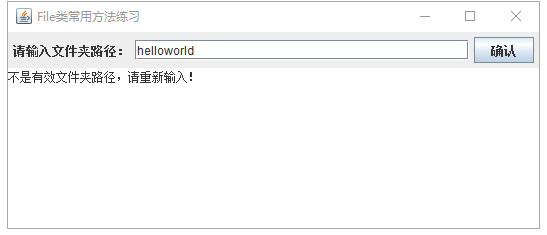 File类常用方法练习
请输入文件夹路径： helloworld 确认
不是有效文件夹路径，请重新输入！